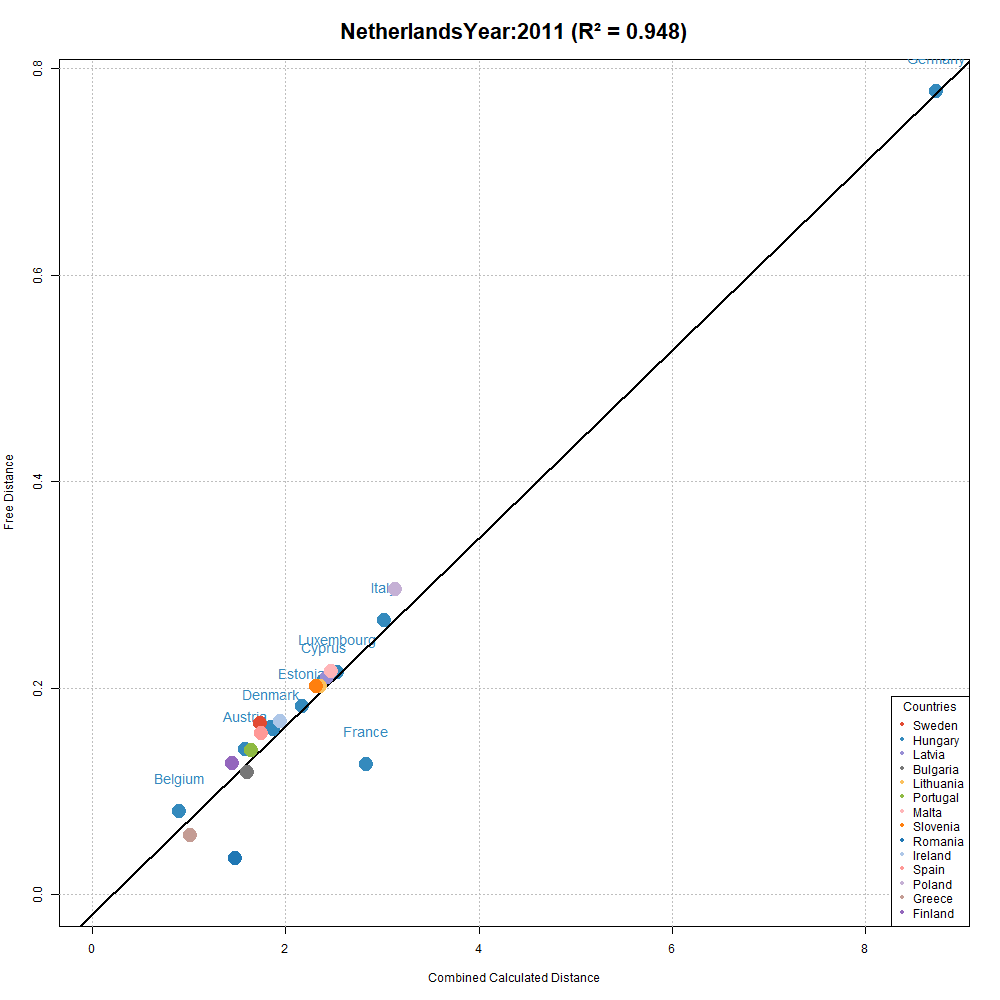 NetherlandsYear:2011 (R² = 0.948)
Germany
0.8
0.6
Free Distance
0.4
Italy
Luxembourg
Cyprus
Estonia
0.2
Denmark
Austria
France
Belgium
0.0
Countries
Sweden
Hungary
Latvia
Bulgaria
Lithuania
Portugal
Malta
Slovenia
Romania
Ireland
Spain
Poland
Greece
Finland
0 2 4 6 8
Combined Calculated Distance